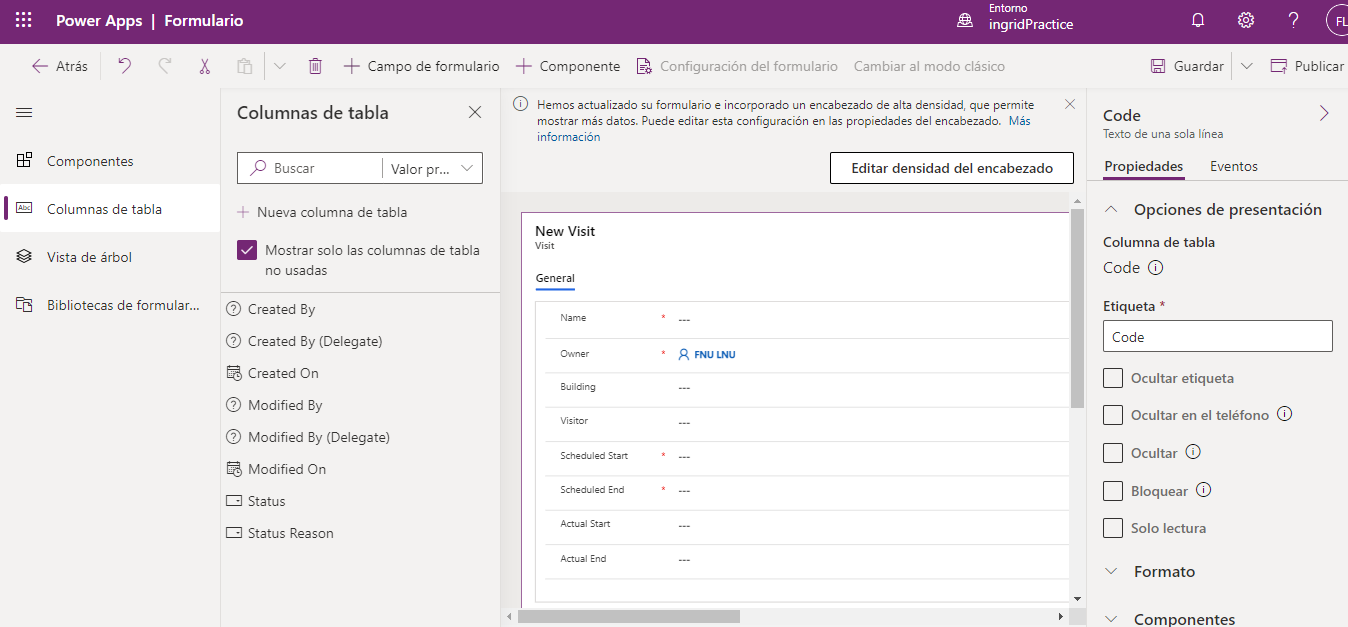 Power Apps | Formulario
Entorno
ingridPractice
FL
Atrás
Campo de formulario
Componente
Configuración del formulario
Cambiar al modo clásico
Guardar
Publicar
Componentes
Columnas de tabla
Vista de árbol
Bibliotecas de formular...
Columnas de tabla
Buscar
Valor pr...
Nueva columna de tabla
Mostrar solo las columnas de tabla
no usadas
Created By
Created By (Delegate)
Created On
Modified By
Modified By (Delegate)
Modified On
Status
Status Reason
Hemos actualizado su formulario e incorporado un encabezado de alta densidad, que permite
mostrar más datos. Puede editar esta configuración en las propiedades del encabezado. Más
información
Editar densidad del encabezado
New Visit
Visit
General
Name * ---
Owner * FNU LNU
Building ---
Visitor ---
Scheduled Start * ---
Scheduled End * ---
Actual Start ---
Actual End ---
Code
Texto de una sola línea
Propiedades Eventos
Opciones de presentación
Columna de tabla
Code
Etiqueta *
Code
Ocultar etiqueta
Ocultar en el teléfono
Ocultar
Bloquear
Solo lectura
Formato
Componentes